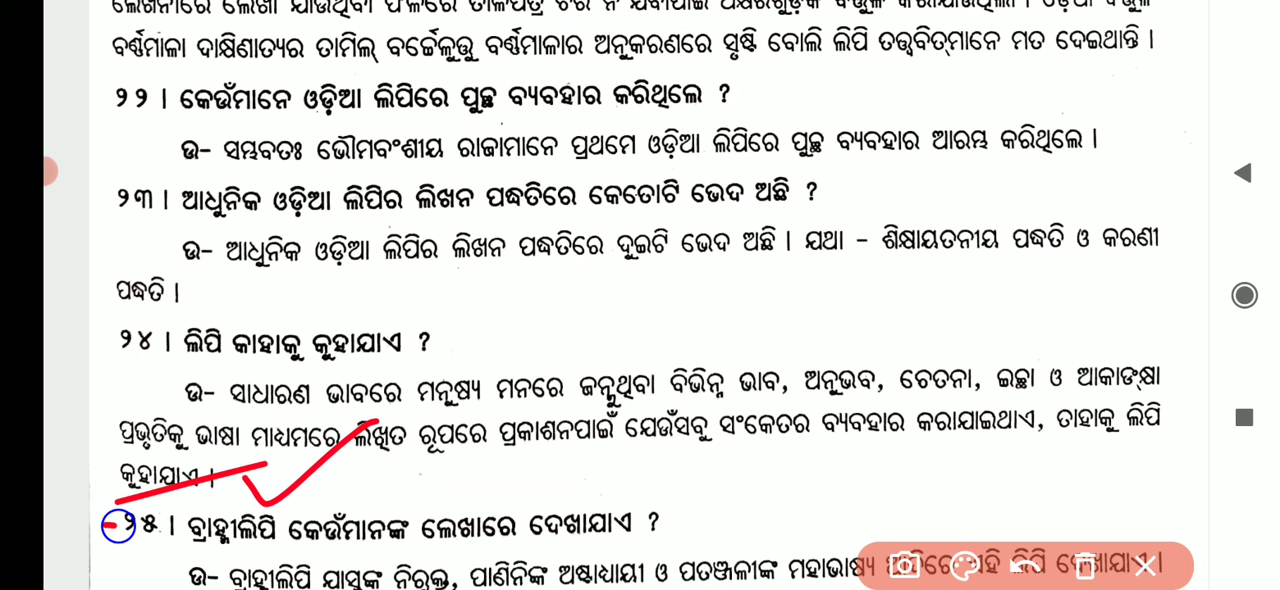 ବର୍ଣ୍ଣମାଳା ଦାକ୍ଷିଣାତ୍ୟର ତାମିଲ୍ ବର୍ଚ୍ଚେଳୁତ୍ତୁ ବର୍ଣ୍ଣମାଳାର ଅନୁକରଣରେ ସୃଷ୍ଟି ବୋଲି ଲିପି ତତ୍ତ୍ୱବିତ୍‌ମାନେ ମତ ଦେଇଥାନ୍ତି ।
୨୨ । କେଉଁମାନେ ଓଡ଼ିଆ ଲିପିରେ ପୁଚ୍ଛ ବ୍ୟବହାର କରିଥିଲେ ?
ଉ- ସମ୍ଭବତଃ ଭୌମବଂଶୀୟ ରାଜାମାନେ ପ୍ରଥମେ ଓଡ଼ିଆ ଲିପିରେ ପୁଚ୍ଛ ବ୍ୟବହାର ଆରମ୍ଭ କରିଥିଲେ ।
୨୩ । ଆଧୁନିକ ଓଡ଼ିଆ ଲିପିର ଲିଖନ ପଦ୍ଧତିରେ କେତୋଟି ଭେଦ ଅଛି ?
ଉ- ଆଧୁନିକ ଓଡ଼ିଆ ଲିପିର ଲିଖନ ପଦ୍ଧତିରେ ଦୁଇଟି ଭେଦ ଅଛି । ଯଥା - ଶିକ୍ଷାୟତନୀୟ ପଦ୍ଧତି ଓ କରଣୀ
ପଦ୍ଧତି ।
୨୪ । ଲିପି କାହାକୁ କୁହାଯାଏ ?
ଉ- ସାଧାରଣ ଭାବରେ ମନୁଷ୍ୟ ମନରେ ଜନ୍ମୁଥିବା ବିଭିନ୍ନ ଭାବ, ଅନୁଭବ, ଚେତନା, ଇଚ୍ଛା ଓ ଆକାଙ୍କ୍ଷା
ପ୍ରଭୃତିକୁ ଭାଷା ମାଧ୍ୟମରେ ଲିଖିତ ରୂପରେ ପ୍ରକାଶନପାଇଁ ଯେଉଁସବୁ ସଂକେତର ବ୍ୟବହାର କରାଯାଇଥାଏ, ତାହାକୁ ଲିପି
କୁହାଯାଏ ।
୨୫ । ବ୍ରାହ୍ମୀଲିପି କେଉଁମାନଙ୍କ ଲେଖାରେ ଦେଖାଯାଏ ?
ଉ- ବ୍ରାହ୍ମୀଲିପି ଯାସ୍କଙ୍କ ନିରୁକ୍ତ, ପାଣିନିଙ୍କ ଅଷ୍ଟାଧ୍ୟାୟୀ ଓ ପତଞ୍ଜଳୀଙ୍କ ମହାଭାଷ୍ୟ ଆଦିରେ ଏହି ଲିପି ଦେଖାଯାଏ ।